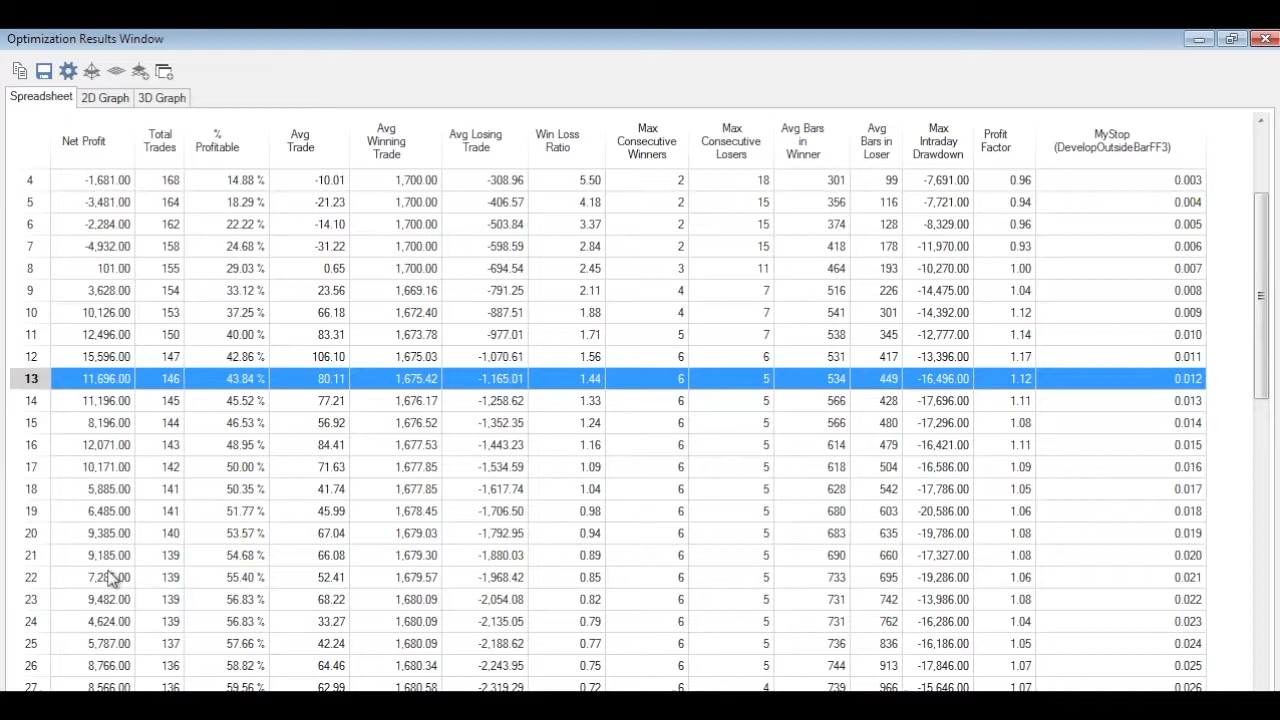 Optimization Results Window
Spreadsheet 2D Graph 3D Graph
Net Profit Total Trades % Profitable Avg Trade Avg Winning Trade Avg Losing Trade Win Loss Ratio Max Consecutive Winners Max Consecutive Losers Avg Bars in Winner Avg Bars in Loser Max Intraday Drawdown Profit Factor MyStop (DevelopOutsideBarFF3)
4 -1,681.00 168 14.88 % -10.01 1,700.00 -308.96 5.50 2 18 301 99 -7,691.00 0.96 0.003
5 -3,481.00 164 18.29 % -21.23 1,700.00 -406.57 4.18 2 15 356 116 -7,721.00 0.94 0.004
6 -2,284.00 162 22.22 % -14.10 1,700.00 -503.84 3.37 2 15 374 128 -8,329.00 0.96 0.005
7 -4,932.00 158 24.68 % -31.22 1,700.00 -598.59 2.84 2 15 418 178 -11,970.00 0.93 0.006
8 101.00 155 29.03 % 0.65 1,700.00 -694.54 2.45 3 11 464 193 -10,270.00 1.00 0.007
9 3,628.00 154 33.12 % 23.56 1,669.16 -791.25 2.11 4 7 516 226 -14,475.00 1.04 0.008
10 10,126.00 153 37.25 % 66.18 1,672.40 -887.51 1.88 4 7 541 301 -14,392.00 1.12 0.009
11 12,496.00 150 40.00 % 83.31 1,673.78 -977.01 1.71 5 7 538 345 -12,777.00 1.14 0.010
12 15,596.00 147 42.86 % 106.10 1,675.03 -1,070.61 1.56 6 6 531 417 -13,396.00 1.17 0.011
13 11,696.00 146 43.84 % 80.11 1,675.42 -1,165.01 1.44 6 5 534 449 -16,496.00 1.12 0.012
14 11,196.00 145 45.52 % 77.21 1,676.17 -1,258.62 1.33 6 5 566 428 -17,696.00 1.11 0.013
15 8,196.00 144 46.53 % 56.92 1,676.52 -1,352.35 1.24 6 5 566 480 -17,296.00 1.08 0.014
16 12,071.00 143 48.95 % 84.41 1,677.53 -1,443.23 1.16 6 5 614 479 -16,421.00 1.11 0.015
17 10,171.00 142 50.00 % 71.63 1,677.85 -1,534.59 1.09 6 5 618 504 -16,586.00 1.09 0.016
18 5,885.00 141 50.35 % 41.74 1,677.85 -1,617.74 1.04 6 5 628 542 -17,786.00 1.05 0.017
19 6,485.00 141 51.77 % 45.99 1,678.45 -1,706.50 0.98 6 5 680 603 -20,586.00 1.06 0.018
20 9,385.00 140 53.57 % 67.04 1,679.03 -1,792.95 0.94 6 5 683 635 -19,786.00 1.08 0.019
21 9,185.00 139 54.68 % 66.08 1,679.30 -1,880.03 0.89 6 5 690 660 -17,327.00 1.08 0.020
22 139 55.40 % 52.41 1,679.57 -1,968.42 0.85 6 5 733 695 -19,286.00 1.06 0.021
23 9,482.00 139 56.83 % 68.22 1,680.09 -2,054.08 0.82 6 5 731 742 -13,986.00 1.08 0.022
24 4,624.00 139 56.83 % 33.27 1,680.09 -2,135.05 0.79 6 5 731 762 -16,286.00 1.04 0.023
25 5,787.00 137 57.66 % 42.24 1,680.09 -2,188.62 0.77 6 5 736 836 -16,186.00 1.05 0.024
26 8,766.00 136 58.82 % 64.46 1,680.34 -2,243.95 0.75 6 5 744 913 -17,846.00 1.07 0.025
27 8,566.00 136 59.56 % 62.99 1,680.58 -2,319.29 0.72 6 4 739 966 -15,646.00 1.07 0.026